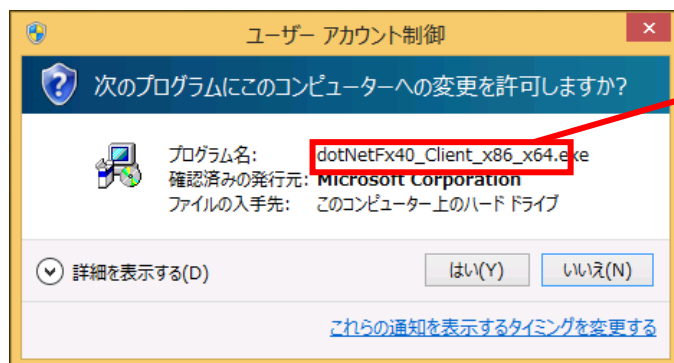 ユーザー アカウント制御
次のプログラムにこのコンピューターへの変更を許可しますか?
プログラム名: dotNetFx40_Client_x86_x64.exe
確認済みの発行元: Microsoft Corporation
ファイルの入手先: このコンピューター上のハード ドライブ
詳細を表示する(D) はい(Y) いいえ(N)
これらの通知を表示するタイミングを変更する